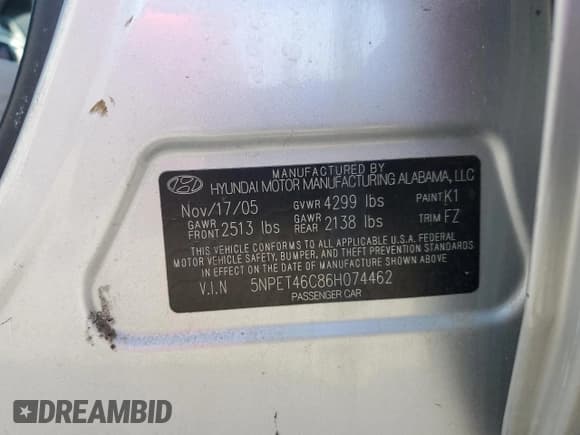 MANUFACTURED BY
HYUNDAI MOTOR MANUFACTURING ALABAMA, LLC
Nov/17/05 GVWR 4299 lbs PAINT K1
GAWR FRONT 2513 lbs GAWR REAR 2138 lbs TRIM FZ
THIS VEHICLE CONFORMS TO ALL APPLICABLE U.S.A. FEDERAL
MOTOR VEHICLE SAFETY, BUMPER, AND THEFT PREVENTION STANDARDS
IN EFFECT ON THE DATE OF MANUFACTURE SHOWN ABOVE.
V.I.N 5NPET46C86H074462
PASSENGER CAR
DREAMBID